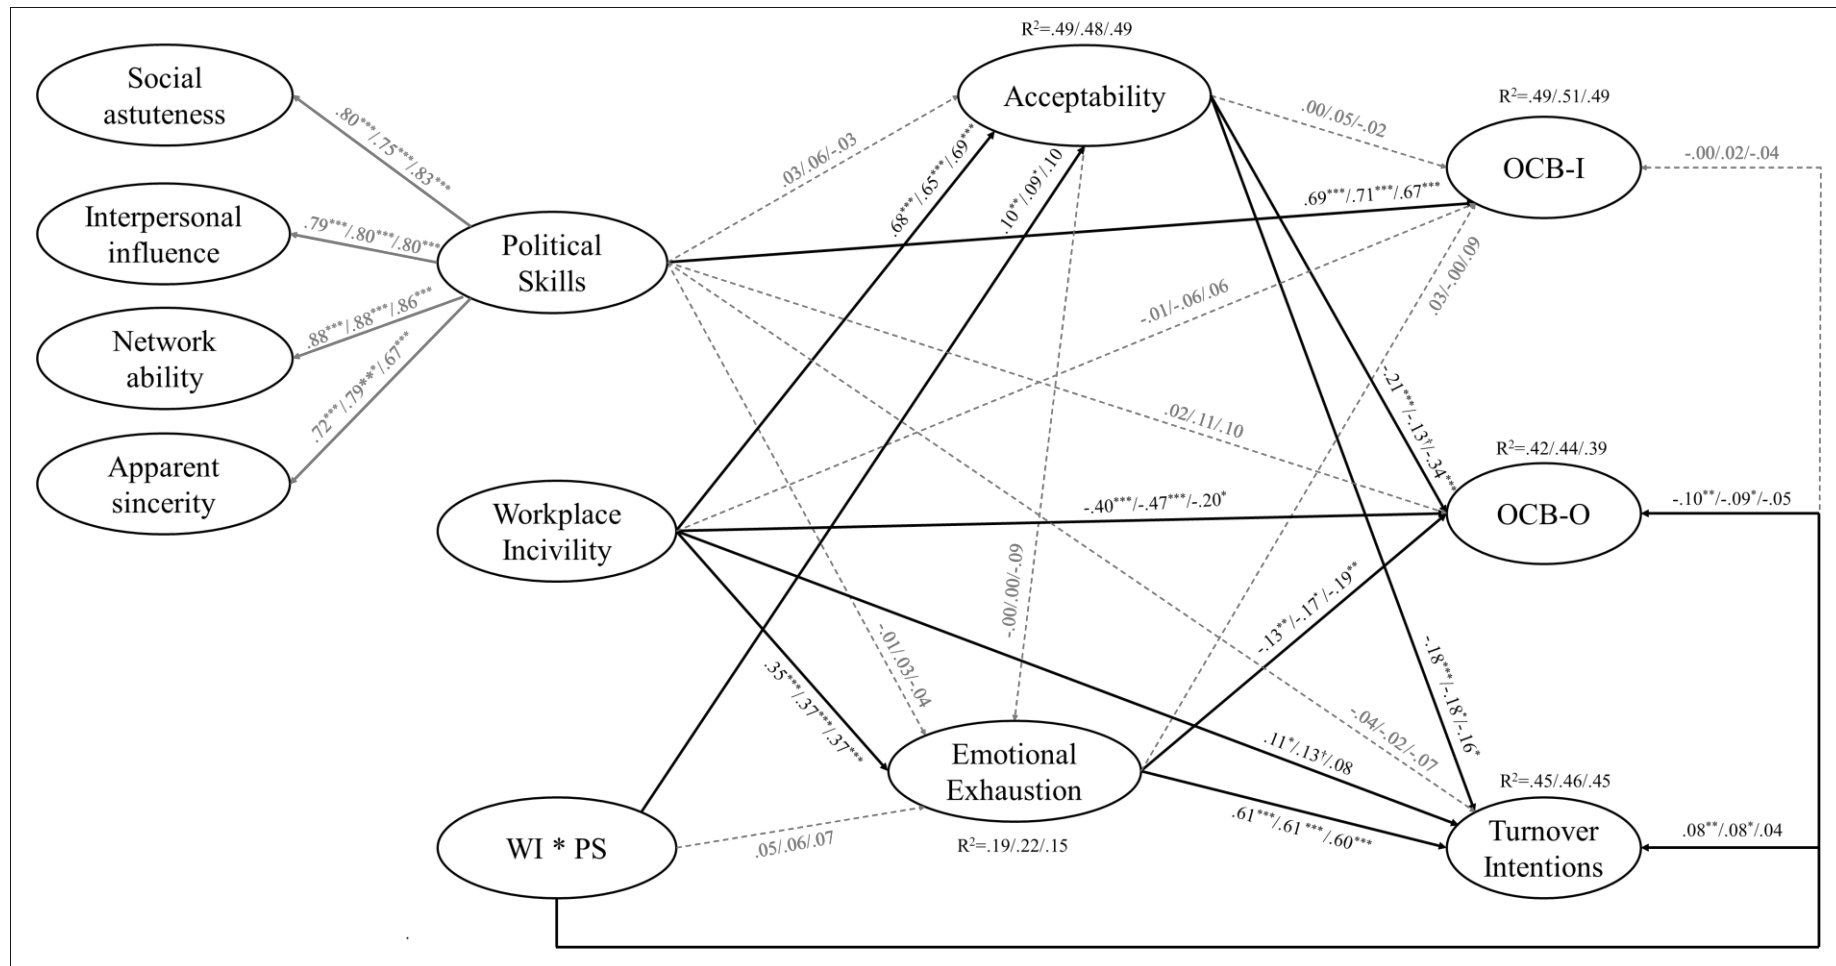 R²=.49/.48/.49
Social
astuteness
Acceptability
R²=.49/.51/.49
OCB-I
.80***/.75***/.83***
.03/.06/-.03
.68***/.65***/.69***
.10**/.09*/.10
.00/.05/-.02
-.00/.02/-.04
Interpersonal
influence
.79***/.80***/.80***
Political
Skills
.69***/.71***/.67***
.03/-.00/.09
-.01/-.06/.06
Network
ability
.88***/.88***/.86***
.72***/.79***/.67***
.02/.11/.10
-.21***/-.13†/-.34***
Apparent
sincerity
R²=.42/.44/.39
OCB-O
Workplace
Incivility
-.40***/-.47***/-.20*
-.10**/-.09*/-.05
-.00/.00/-.09
-.13**/-.17*/-.19**
-.01/.03/-.04
.35***/.37***/.37***
-.18***/-.18*/-.16*
-.04/-.02/-.07
.11*/.13†/.08
Emotional
Exhaustion
R²=.19/.22/.15
.61***/.61***/.60***
R²=.45/.46/.45
Turnover
Intentions
.08**/.08*/.04
WI * PS
.05/.06/.07